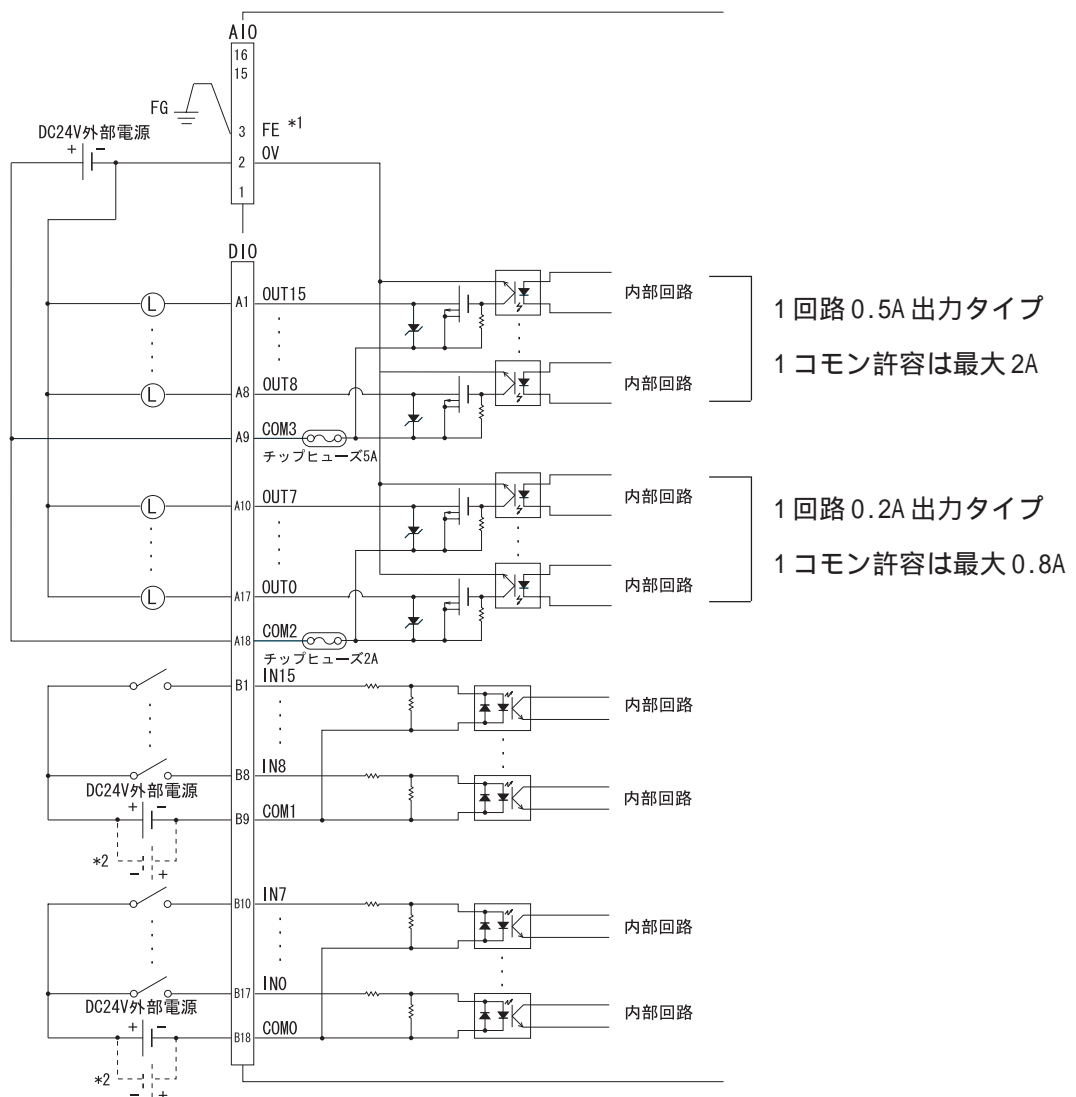 AIO
16
15
FG
3 FE *1
DC24V外部電源
+ -
2 0V
1
DIO
L A1 OUT15 内部回路
1回路0.5A出力タイプ
1コモン許容は最大2A
L A8 OUT8 内部回路
A9 COM3
チップヒューズ5A
L A10 OUT7 内部回路
1回路0.2A出力タイプ
1コモン許容は最大0.8A
L A17 OUT0 内部回路
A18 COM2
チップヒューズ2A
B1 IN15 内部回路
B8 IN8 内部回路
DC24V外部電源
+ -
B9 COM1
*2
- +
B10 IN7 内部回路
B17 IN0 内部回路
DC24V外部電源
+ -
B18 COM0
*2
- +